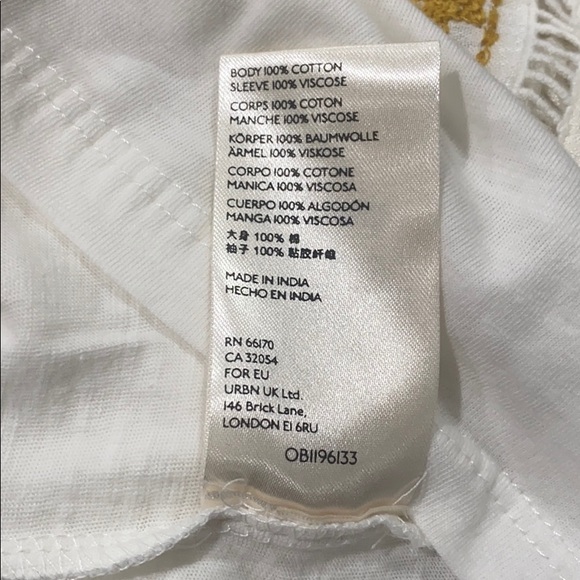 BODY 100% COTTON
SLEEVE 100% VISCOSE
CORPS 100% COTON
MANCHE 100% VISCOSE
KÖRPER 100% BAUMWOLLE
ÄRMEL 100% VISKOSE
CORPO 100% COTONE
MANICA 100% VISCOSA
CUERPO 100% ALGODÓN
MANGA 100% VISCOSA
大身 100% 棉
袖子 100% 黏胶纤维
MADE IN INDIA
HECHO EN INDIA
RN 66170
CA 32054
FOR EU
URBN UK Ltd.
146 Brick Lane,
LONDON E1 6RU
OB1196133